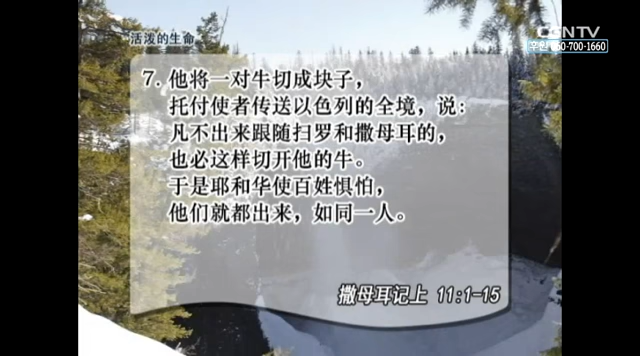 活泼的生命
CGNTV
060-700-1660
7. 他将一对牛切成块子，
托付使者传送以色列的全境，说：
凡不出来跟随扫罗和撒母耳的，
也必这样切开他的牛。
于是耶和华使百姓惧怕，
他们就都出来，如同一人。
撒母耳记上 11:1-15